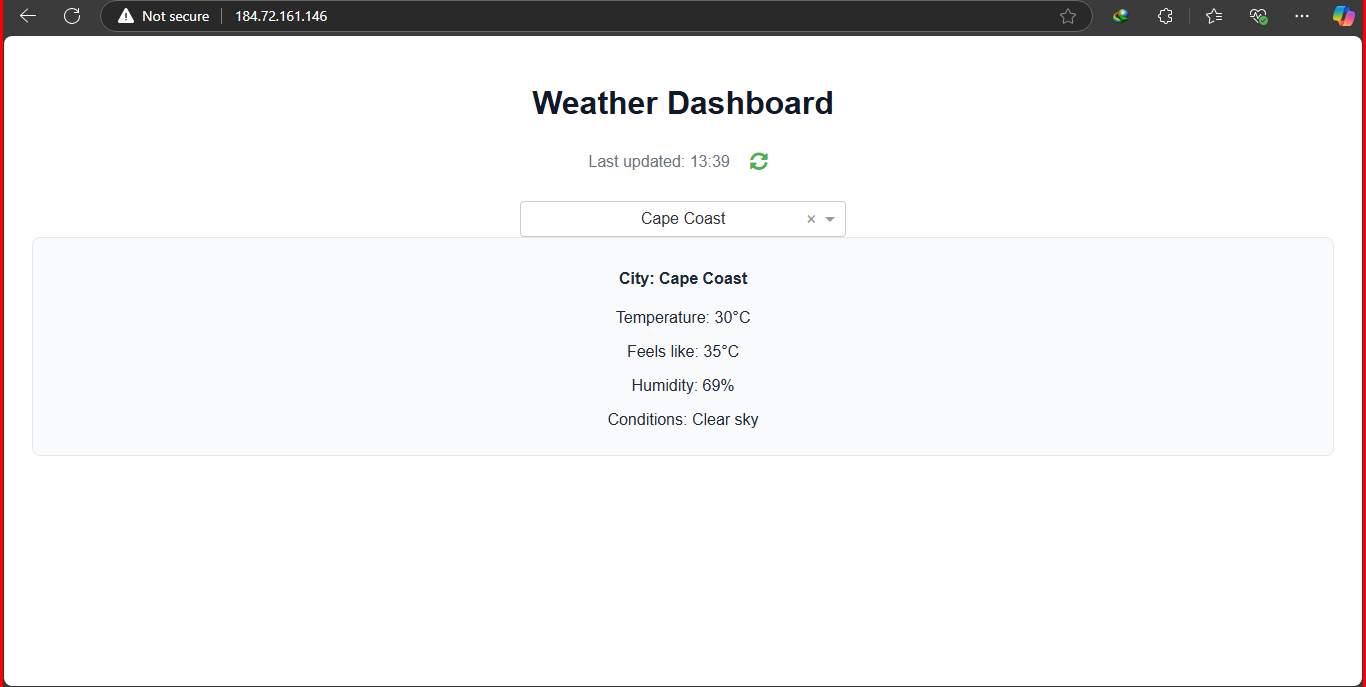 Not secure 184.72.161.146
Weather Dashboard
Last updated: 13:39
Cape Coast
City: Cape Coast
Temperature: 30°C
Feels like: 35°C
Humidity: 69%
Conditions: Clear sky